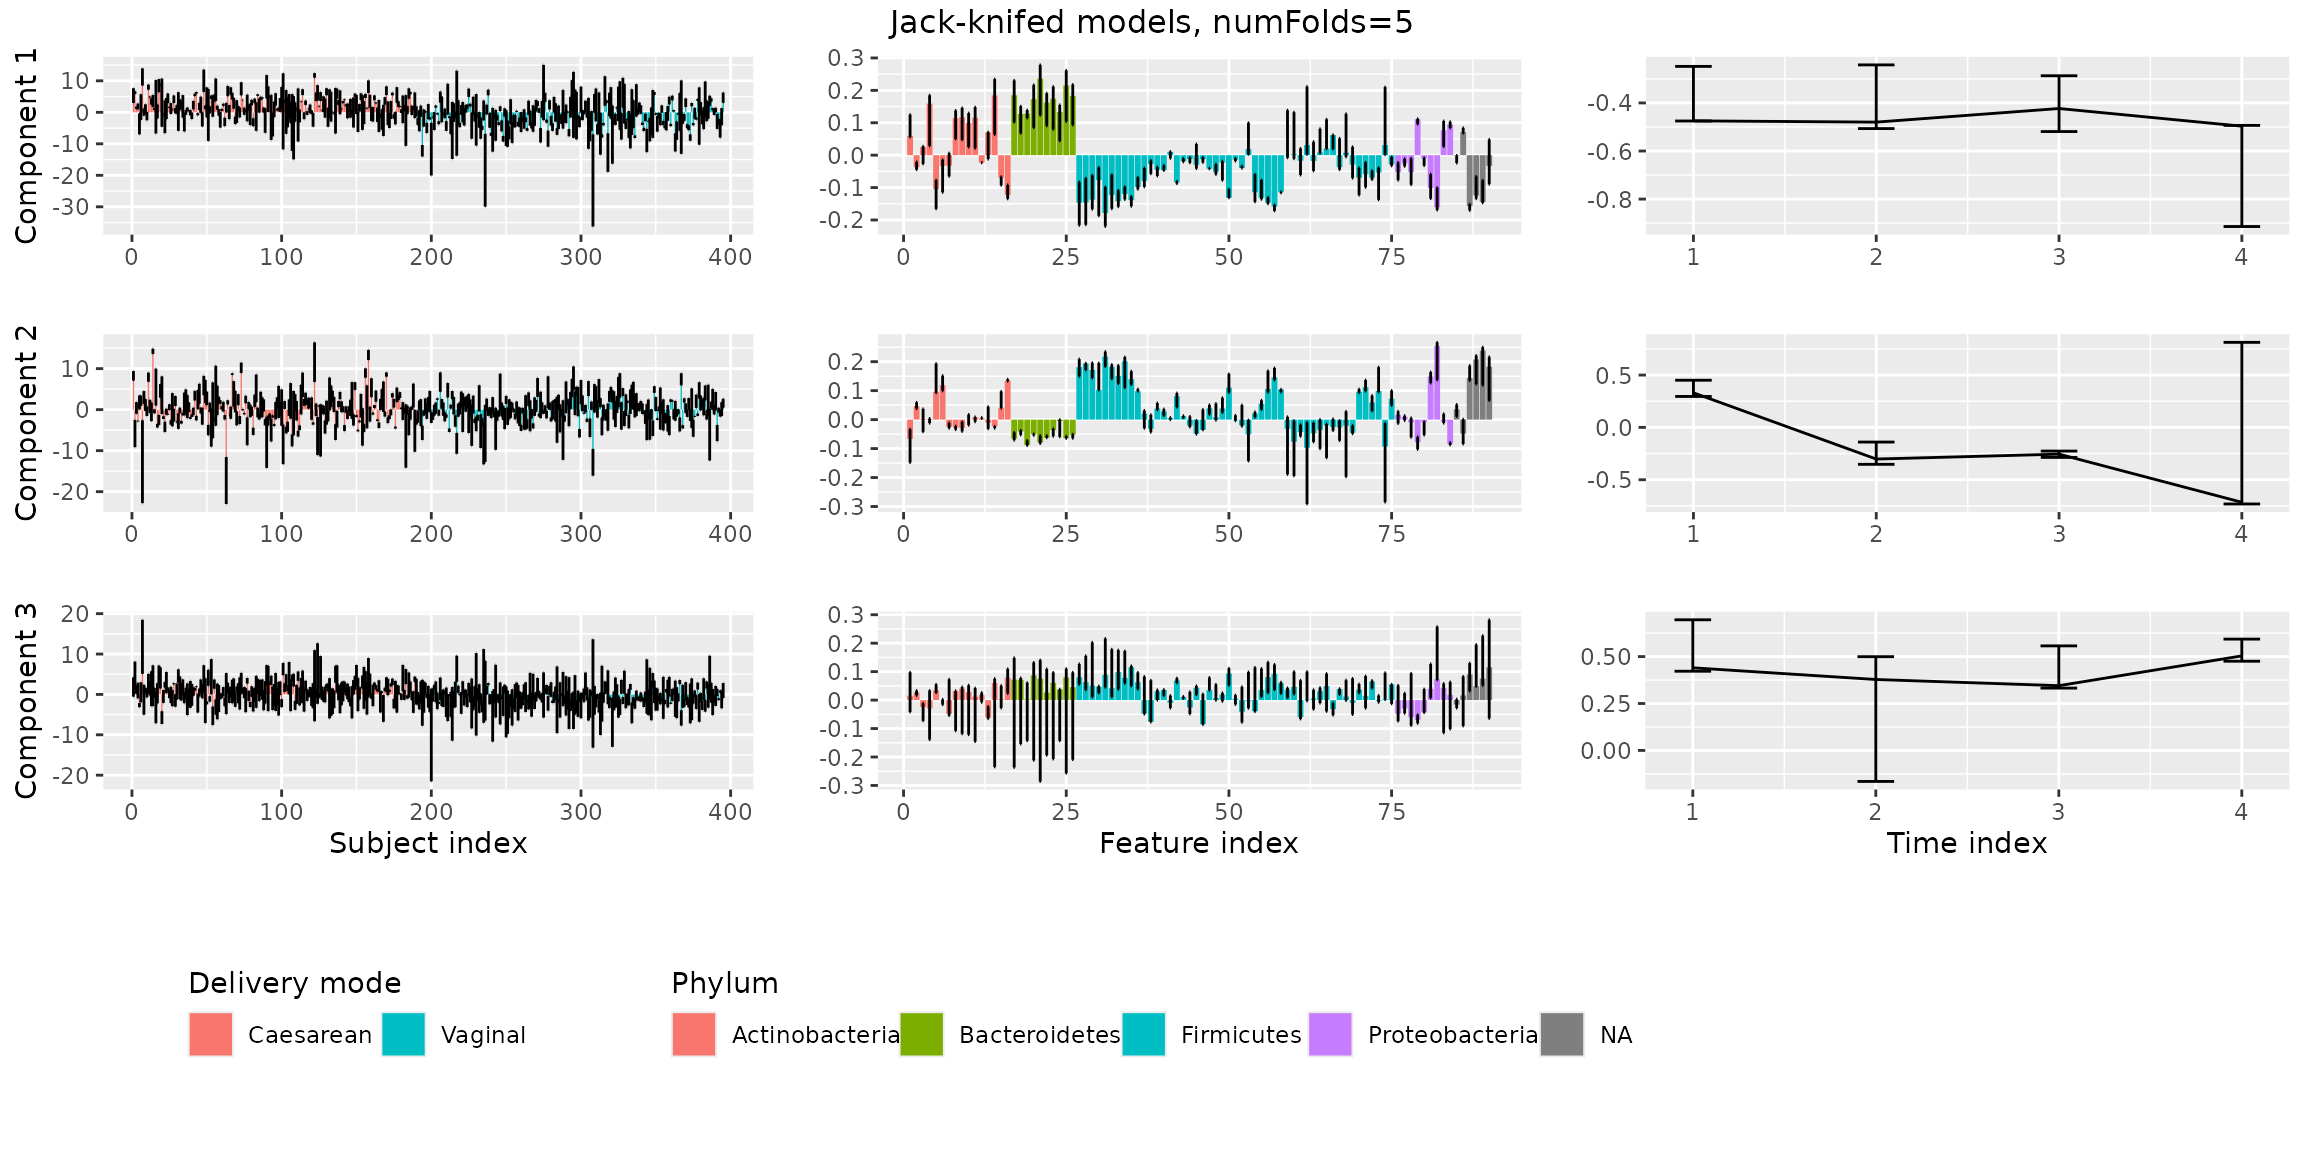 Jack-knifed models, numFolds=5
Component 1
10
0
-10
-20
-30
0 100 200 300 400
0.3
0.2
0.1
0.0
-0.1
-0.2
0 25 50 75
-0.4
-0.6
-0.8
1 2 3 4
Component 2
10
0
-10
-20
0 100 200 300 400
0.2
0.1
0.0
-0.1
-0.2
-0.3
0 25 50 75
0.5
0.0
-0.5
1 2 3 4
Component 3
20
10
0
-10
-20
0 100 200 300 400
Subject index
0.3
0.2
0.1
0.0
-0.1
-0.2
-0.3
0 25 50 75
Feature index
0.50
0.25
0.00
1 2 3 4
Time index
Delivery mode
Caesarean Vaginal
Phylum
Actinobacteria Bacteroidetes Firmicutes Proteobacteria NA